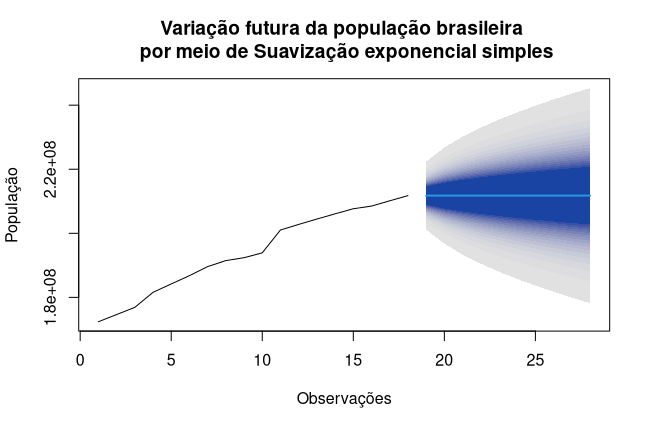 Variação futura da população brasileira
por meio de Suavização exponencial simples
População
2.2e+08
1.8e+08
0 5 10 15 20 25
Observações